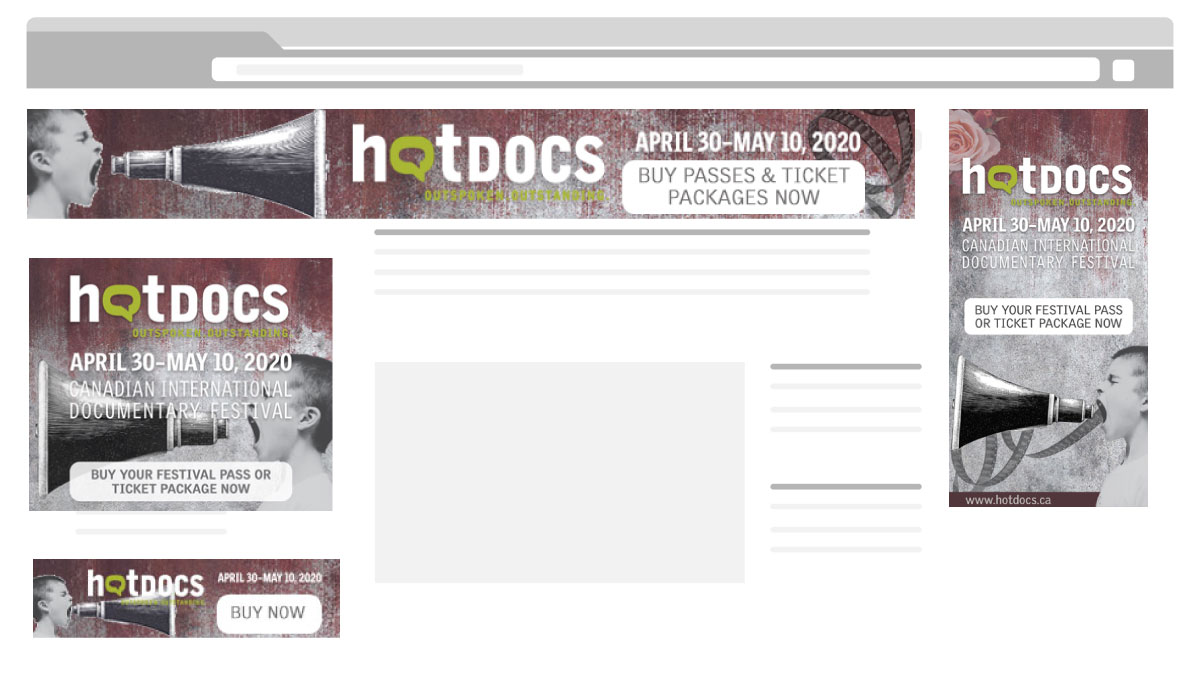 hotDOCS
OUTSPOKEN.OUTSTANDING.
APRIL 30–MAY 10, 2020
BUY PASSES & TICKET
PACKAGES NOW
hotDOCS
OUTSPOKEN.OUTSTANDING.
APRIL 30–MAY 10, 2020
CANADIAN INTERNATIONAL
DOCUMENTARY FESTIVAL
BUY YOUR FESTIVAL PASS
OR TICKET PACKAGE NOW
www.hotdocs.ca
hotDOCS
OUTSPOKEN. OUTSTANDING.
APRIL 30–MAY 10, 2020
CANADIAN INTERNATIONAL
DOCUMENTARY FESTIVAL
BUY YOUR FESTIVAL PASS OR
TICKET PACKAGE NOW
hotDOCS
OUTSPOKEN.OUTSTANDING.
APRIL 30–MAY 10, 2020
BUY NOW